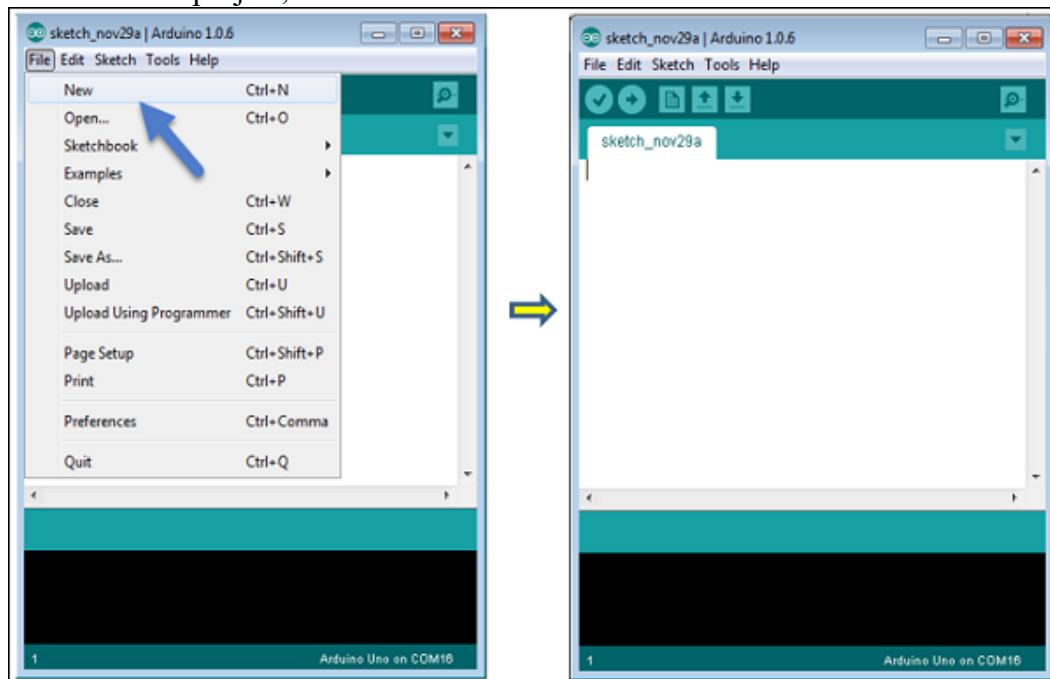 sketch_nov29a | Arduino 1.0.6
File Edit Sketch Tools Help
New Ctrl+N
Open... Ctrl+O
Sketchbook
Examples
Close Ctrl+W
Save Ctrl+S
Save As... Ctrl+Shift+S
Upload Ctrl+U
Upload Using Programmer Ctrl+Shift+U
Page Setup Ctrl+Shift+P
Print Ctrl+P
Preferences Ctrl+Comma
Quit Ctrl+Q
1 Arduino Uno on COM16
sketch_nov29a | Arduino 1.0.6
File Edit Sketch Tools Help
sketch_nov29a
1 Arduino Uno on COM16